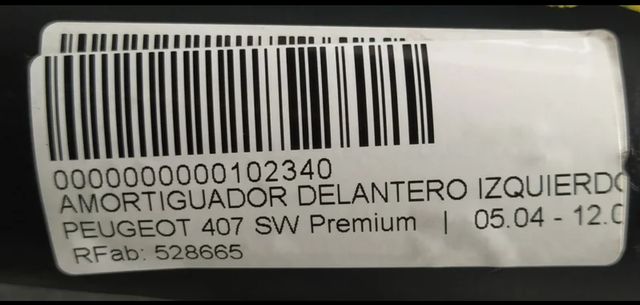 0000000000102340
AMORTIGUADOR DELANTERO IZQUIERDO
PEUGEOT 407 SW Premium | 05.04 - 12.0
RFab: 528665